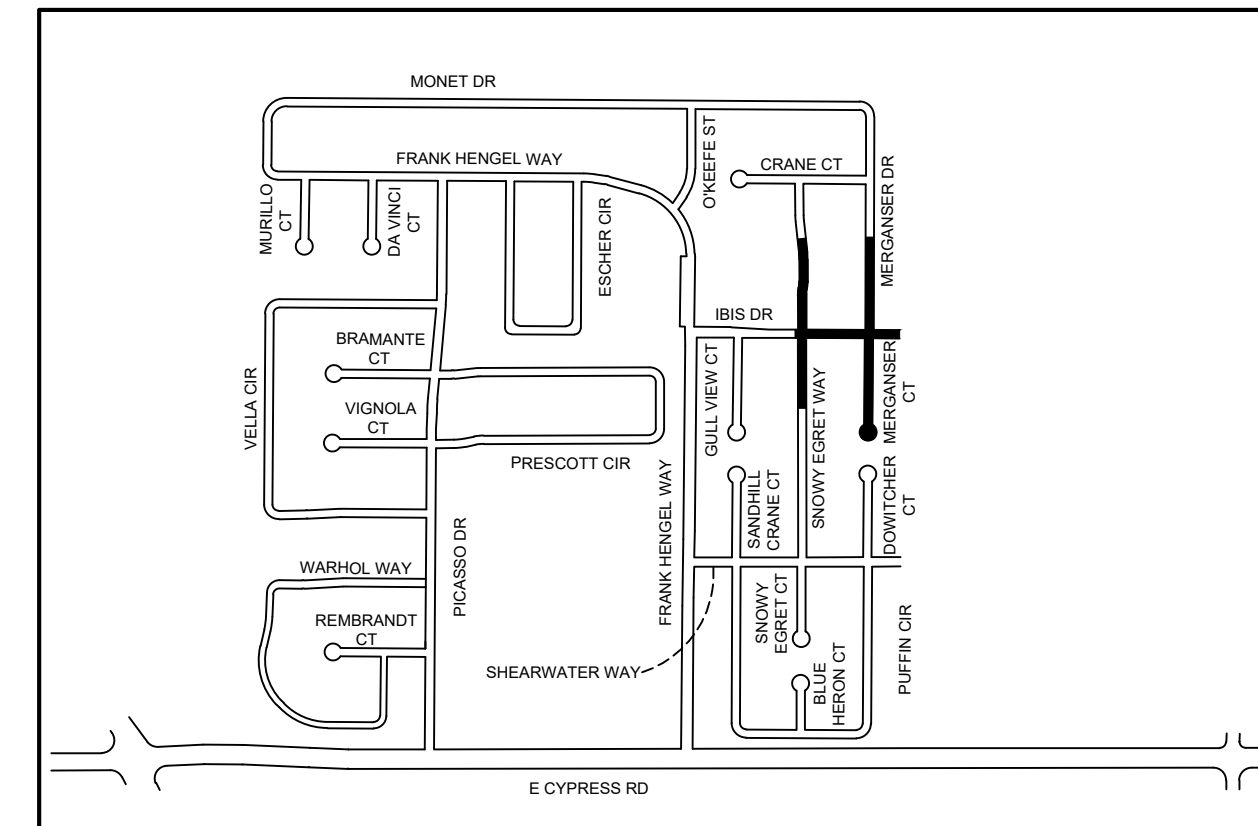 MONET DR
FRANK HENGEL WAY
O'KEEFE ST
CRANE CT
MURILLO
CT
DA VINCI
CT
ESCHER CIR
MERGANSER DR
IBIS DR
BRAMANTE
CT
VELLA CIR
VIGNOLA
CT
PRESCOTT CIR
GULL VIEW CT
SNOWY EGRET WAY
MERGANSER
CT
FRANK HENGEL WAY
SANDHILL
CRANE CT
DOWITCHER
CT
PICASSO DR
WARHOL WAY
REMBRANDT
CT
SHEARWATER WAY
SNOWY
EGRET CT
BLUE
HERON CT
PUFFIN CIR
E CYPRESS RD